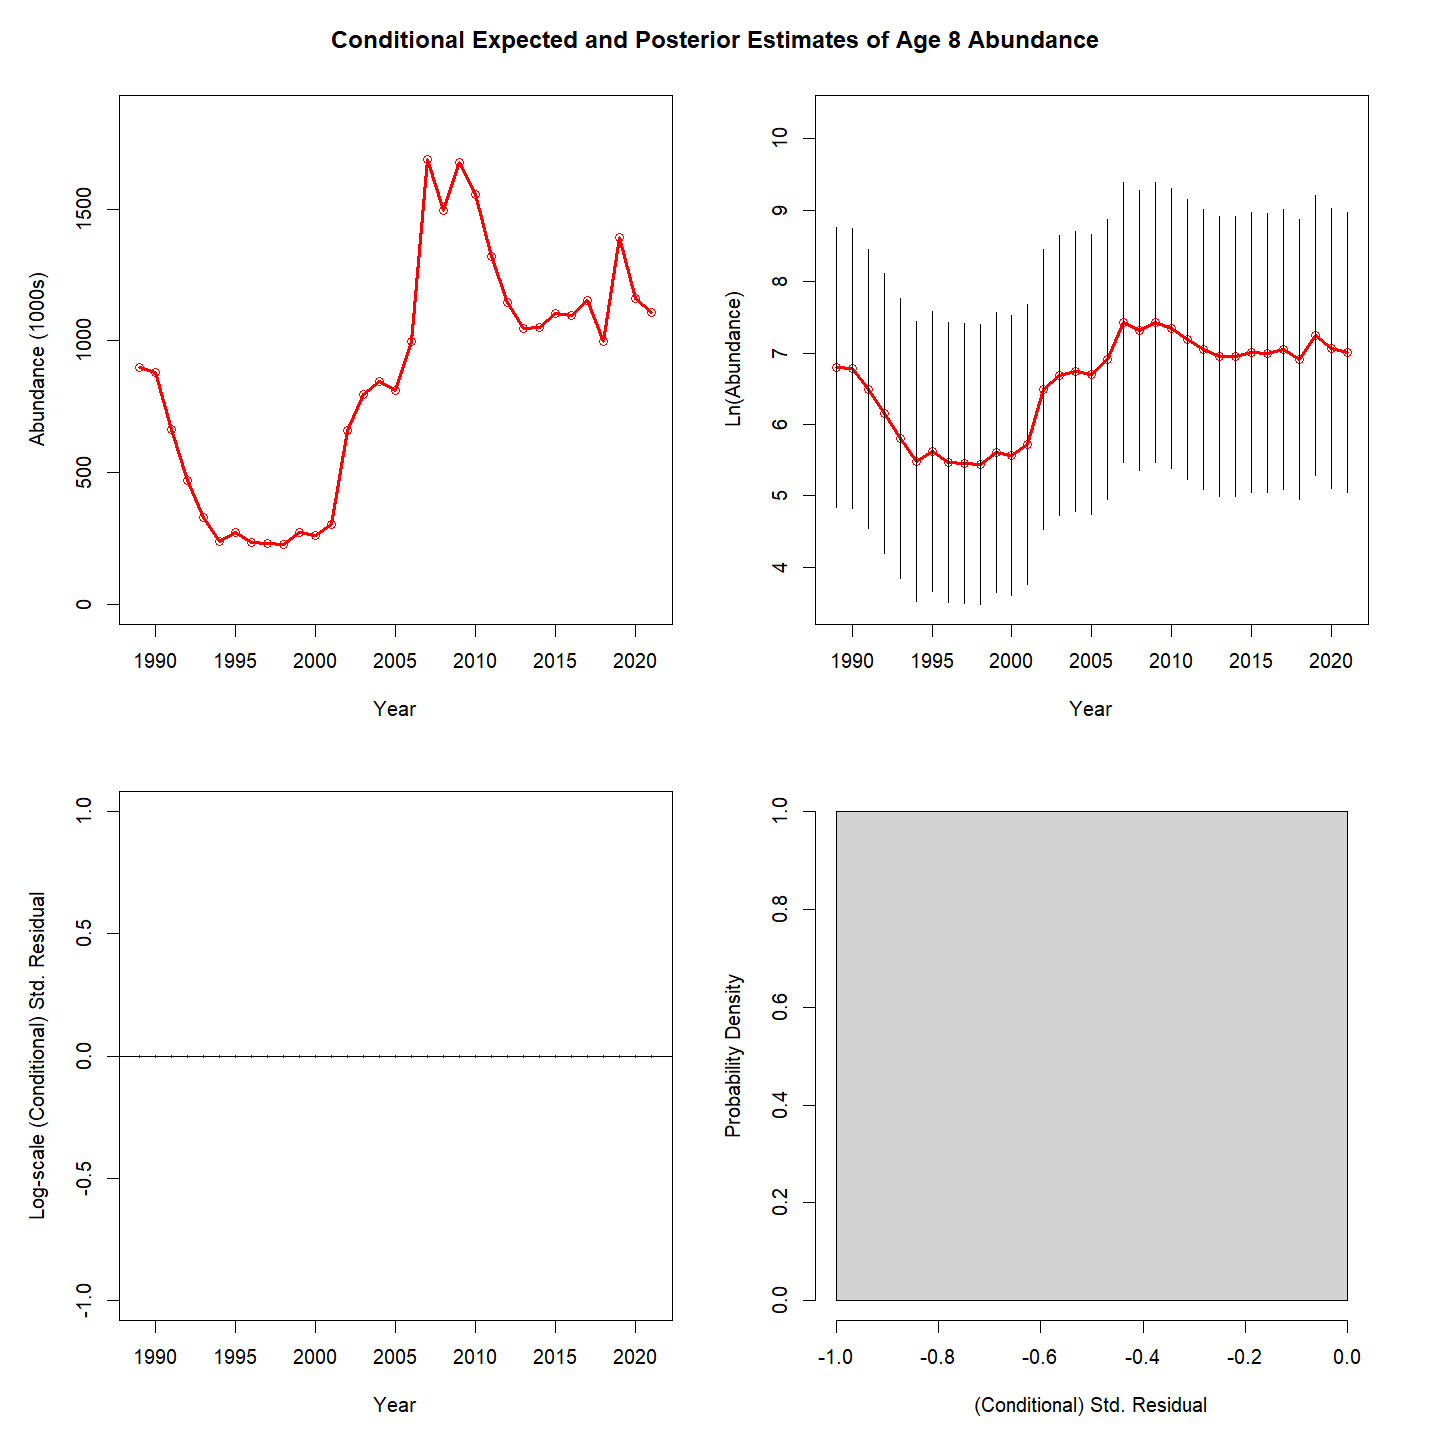 Conditional Expected and Posterior Estimates of Age 8 Abundance
Abundance (1000s)
1500
1000
500
0
1990 1995 2000 2005 2010 2015 2020
Year
Ln(Abundance)
10
9
8
7
6
5
4
1990 1995 2000 2005 2010 2015 2020
Year
Log-scale (Conditional) Std. Residual
1.0
0.5
0.0
-0.5
-1.0
1990 1995 2000 2005 2010 2015 2020
Year
Probability Density
1.0
0.8
0.6
0.4
0.2
0.0
-1.0 -0.8 -0.6 -0.4 -0.2 0.0
(Conditional) Std. Residual